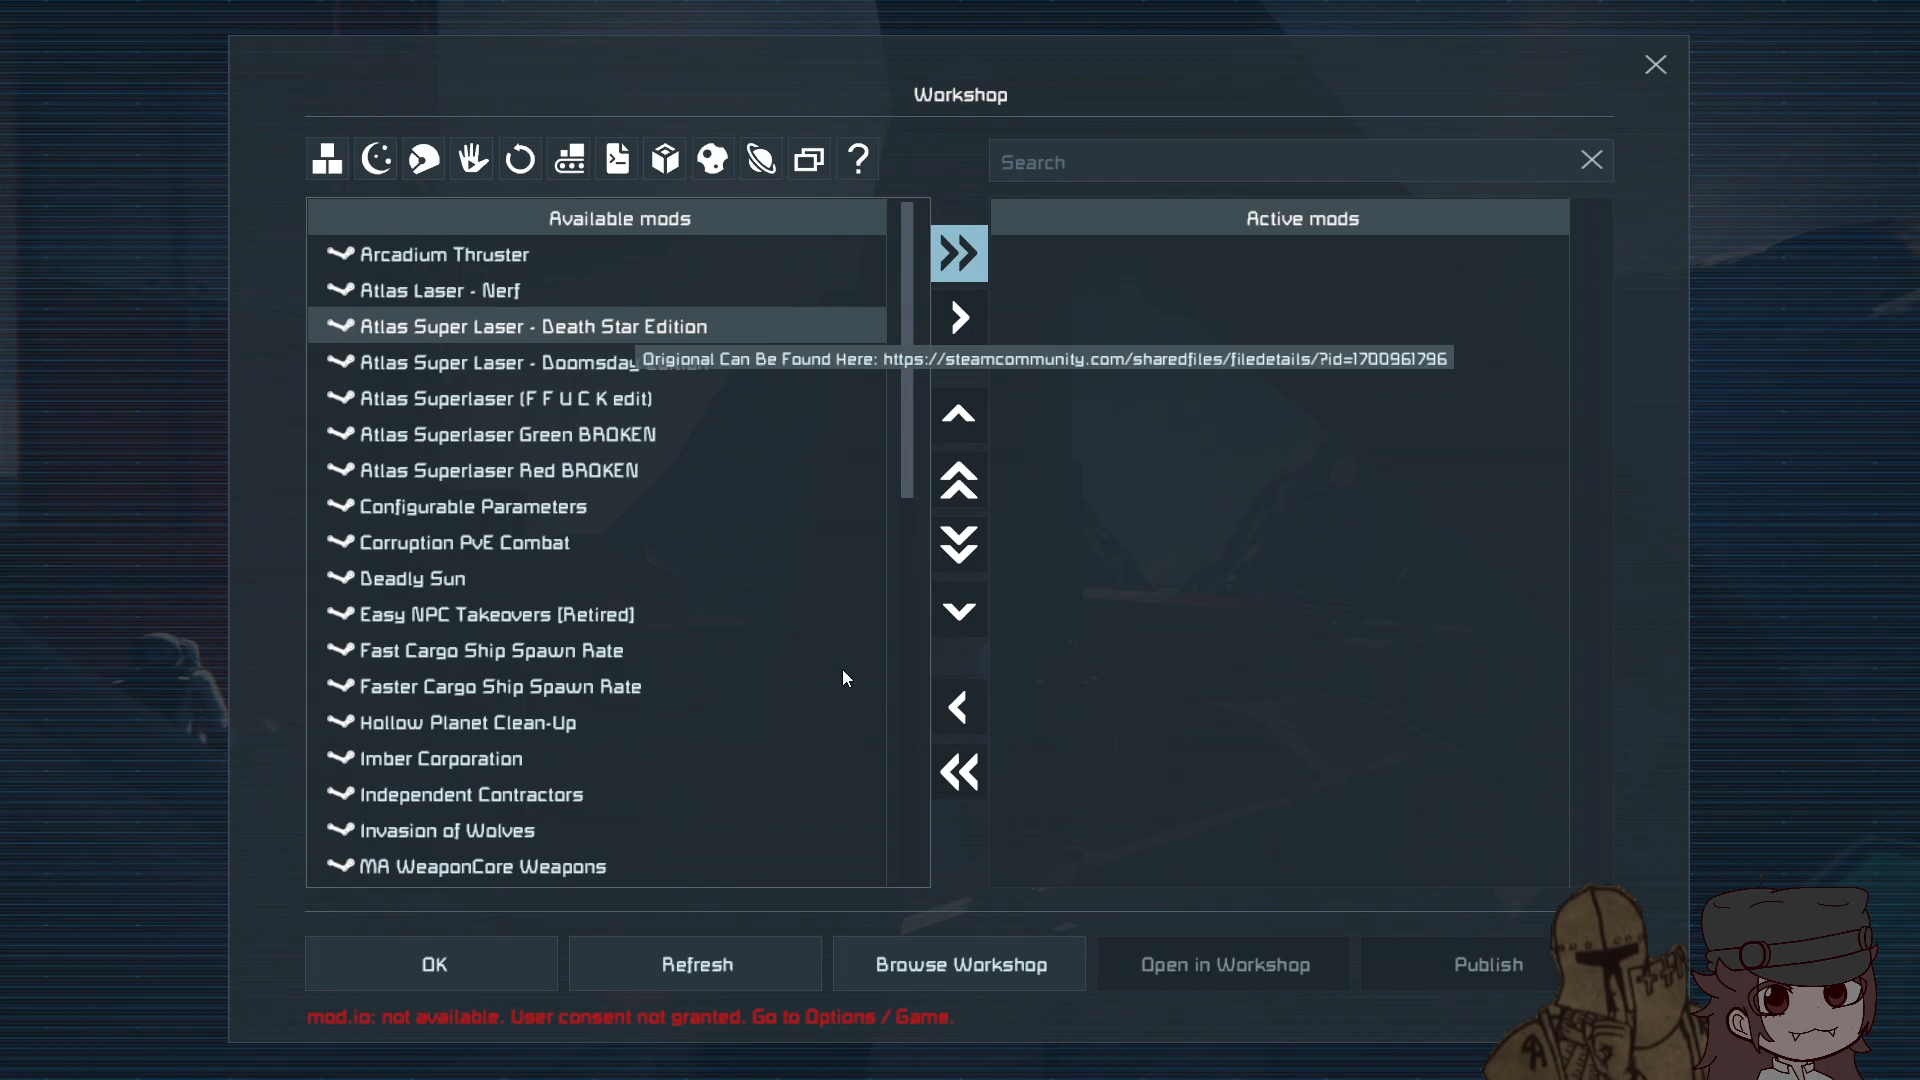 Workshop
Search
Available mods
Active mods
Arcadium Thruster
Atlas Laser - Nerf
Atlas Super Laser - Death Star Edition
Atlas Super Laser - Doomsday Edition
Origional Can Be Found Here: https://steamcommunity.com/sharedfiles/filedetails/?id=1700961796
Atlas Superlaser (F F U C K edit)
Atlas Superlaser Green BROKEN
Atlas Superlaser Red BROKEN
Configurable Parameters
Corruption PvE Combat
Deadly Sun
Easy NPC Takeovers [Retired]
Fast Cargo Ship Spawn Rate
Faster Cargo Ship Spawn Rate
Hollow Planet Clean-Up
Imber Corporation
Independent Contractors
Invasion of Wolves
MA WeaponCore Weapons
OK
Refresh
Browse Workshop
Open in Workshop
Publish
mod.io: not available. User consent not granted. Go to Options / Game.